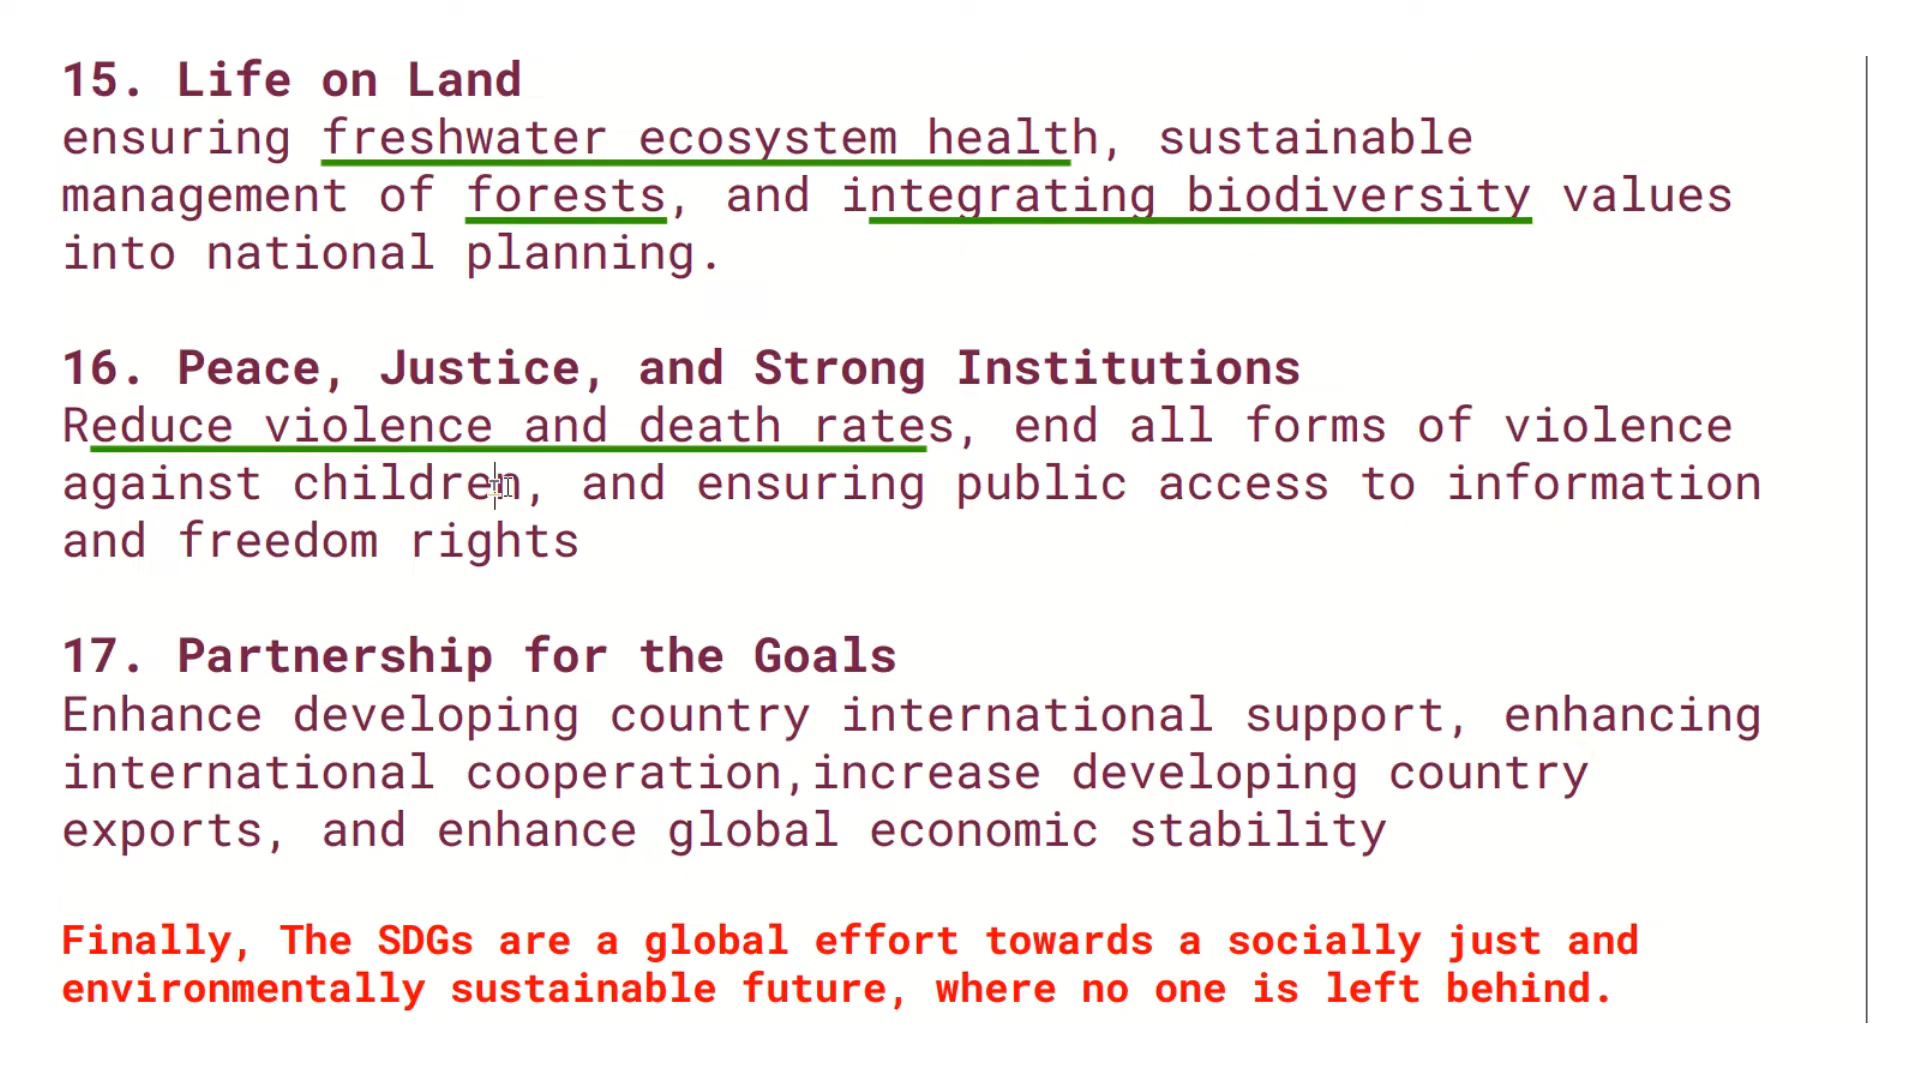 15. Life on Land
ensuring freshwater ecosystem health, sustainable
management of forests, and integrating biodiversity values
into national planning.
16. Peace, Justice, and Strong Institutions
Reduce violence and death rates, end all forms of violence
against children, and ensuring public access to information
and freedom rights
17. Partnership for the Goals
Enhance developing country international support, enhancing
international cooperation,increase developing country
exports, and enhance global economic stability
Finally, The SDGs are a global effort towards a socially just and
environmentally sustainable future, where no one is left behind.